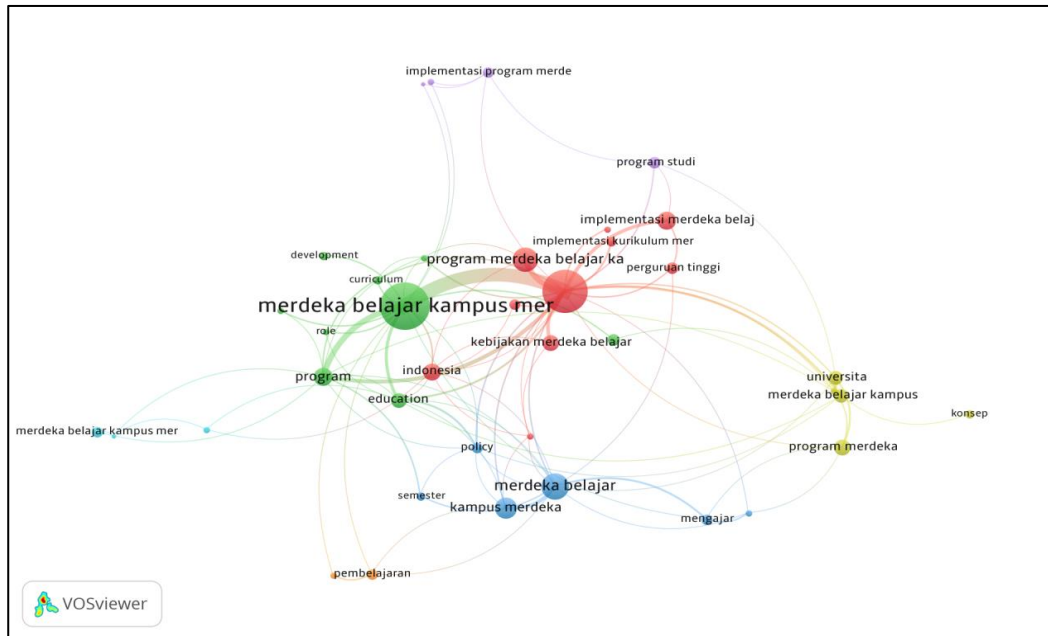 implementasi program merde
program studi
implementasi merdeka belaj
implementasi kurikulum mer
development
program merdeka belajar ka
perguruan tinggi
curriculum
merdeka belajar kampus mer
role
kebijakan merdeka belajar
indonesia
program
universita
merdeka belajar kampus
education
konsep
merdeka belajar kampus mer
policy
program merdeka
merdeka belajar
semester
kampus merdeka
mengajar
pembelajaran
VOSviewer